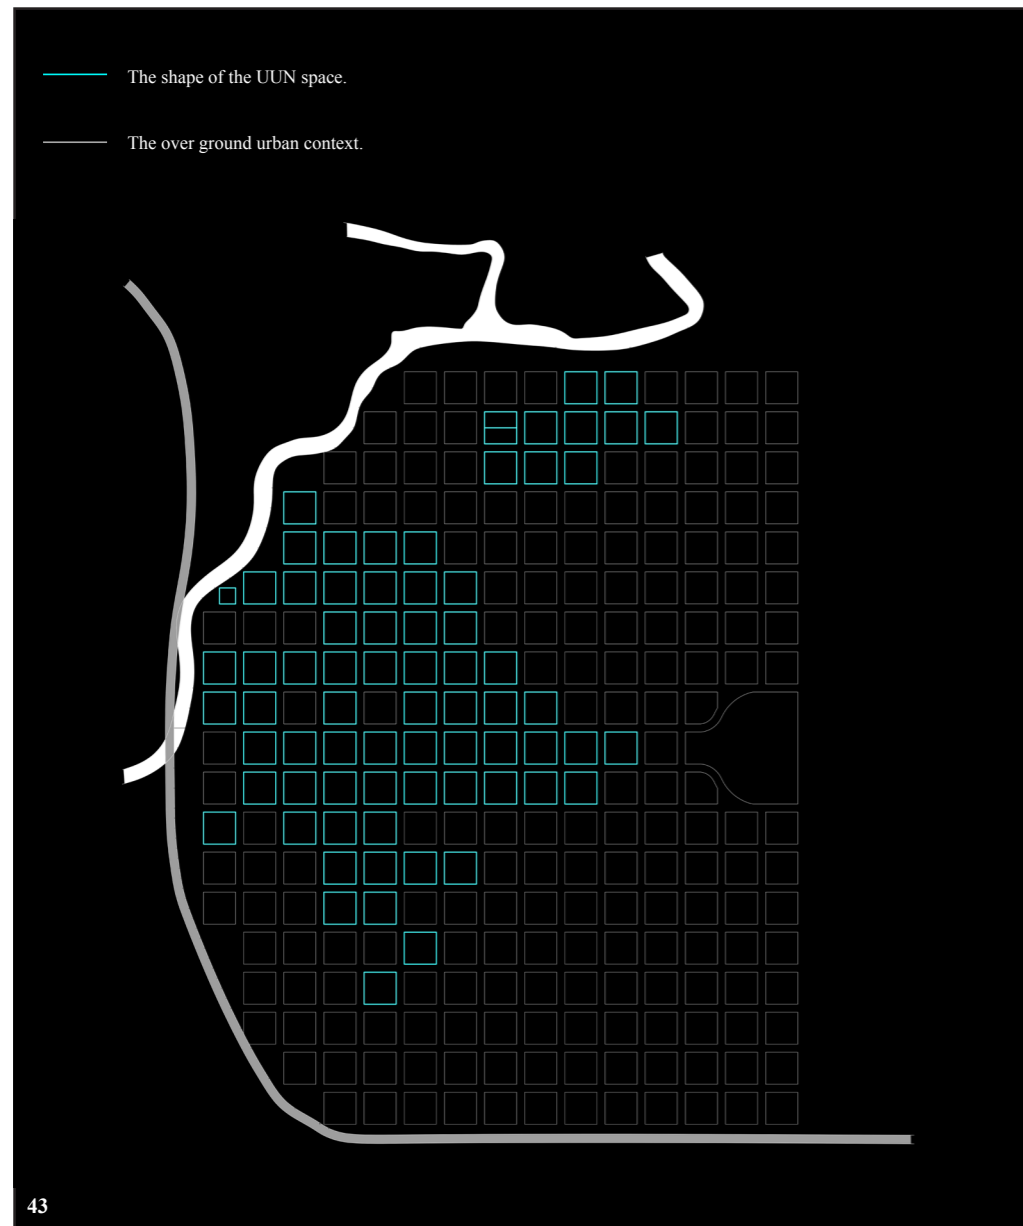 The shape of the UUN space.
The over ground urban context.
43